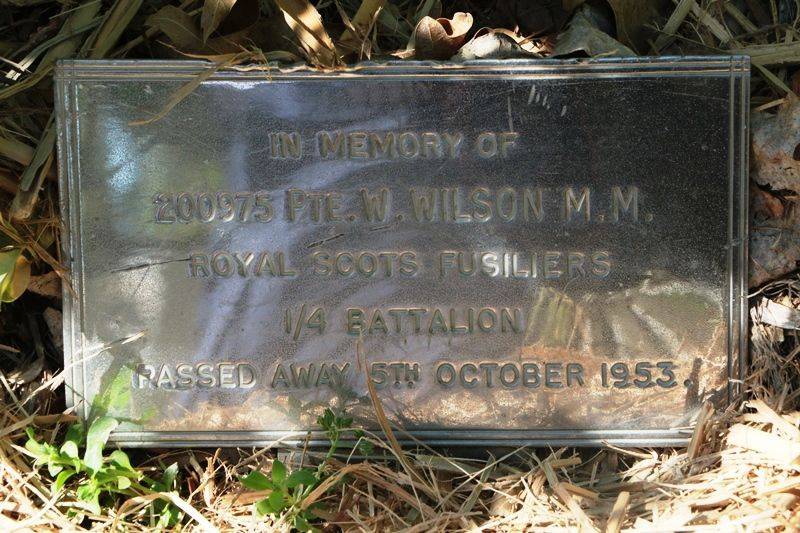 IN MEMORY OF
200975 PTE. W. WILSON M.M.
ROYAL SCOTS FUSILIERS
1/4 BATTALION
PASSED AWAY 5TH OCTOBER 1953.